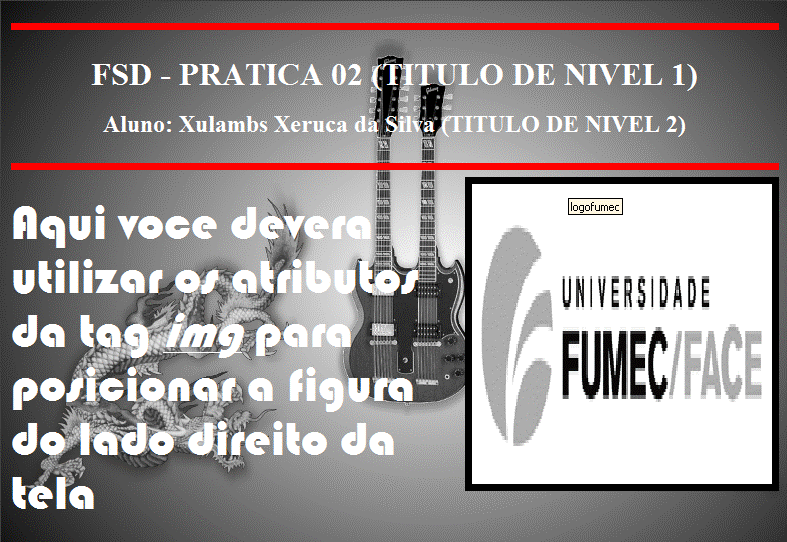 FSD - PRATICA 02 (TITULO DE NIVEL 1)
Aluno: Xulambs Xeruca da Silva (TITULO DE NIVEL 2)
Aqui voce devera
utilizar os atributos
da tag img para
posicionar a figura
do lado direito da
tela
logofumec
UNIVERSIDADE
FUMEC/FACE